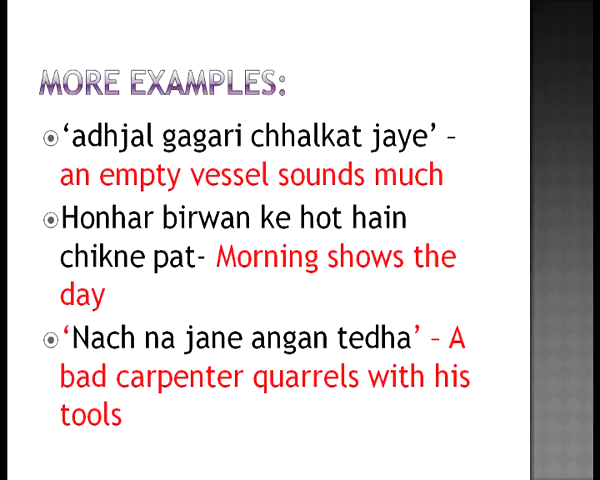 MORE EXAMPLES:
‘adhjal gagari chhalkat jaye’ –
an empty vessel sounds much
Honhar birwan ke hot hain
chikne pat- Morning shows the
day
‘Nach na jane angan tedha’ – A
bad carpenter quarrels with his
tools